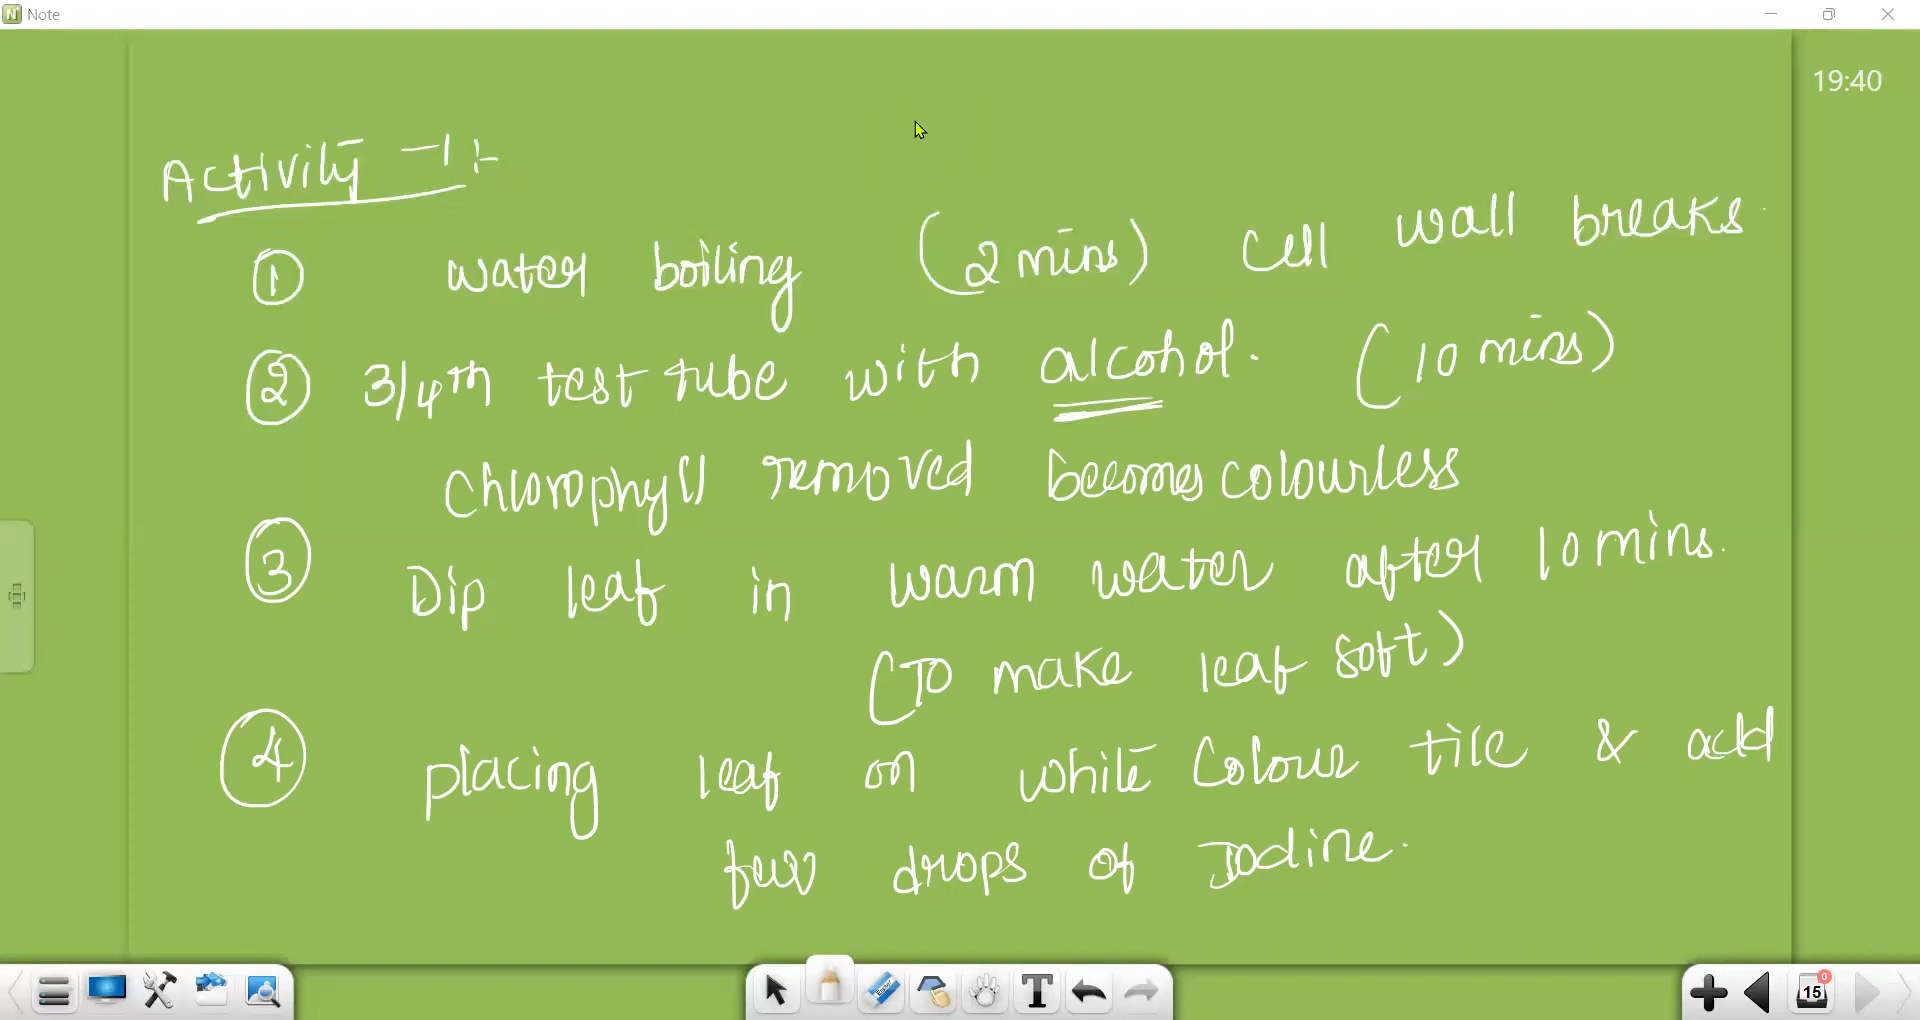 Note
19:40
Activity -1:-
① water boiling (2 mins) cell wall breaks.
② 3/4th test tube with alcohol. (10 mins)
chlorophyll removed becomes colourless
③ Dip leaf in warm water after 10 mins.
(To make leaf soft)
④ placing leaf on white colour tile & add
few drops of Iodine.
T
15
0